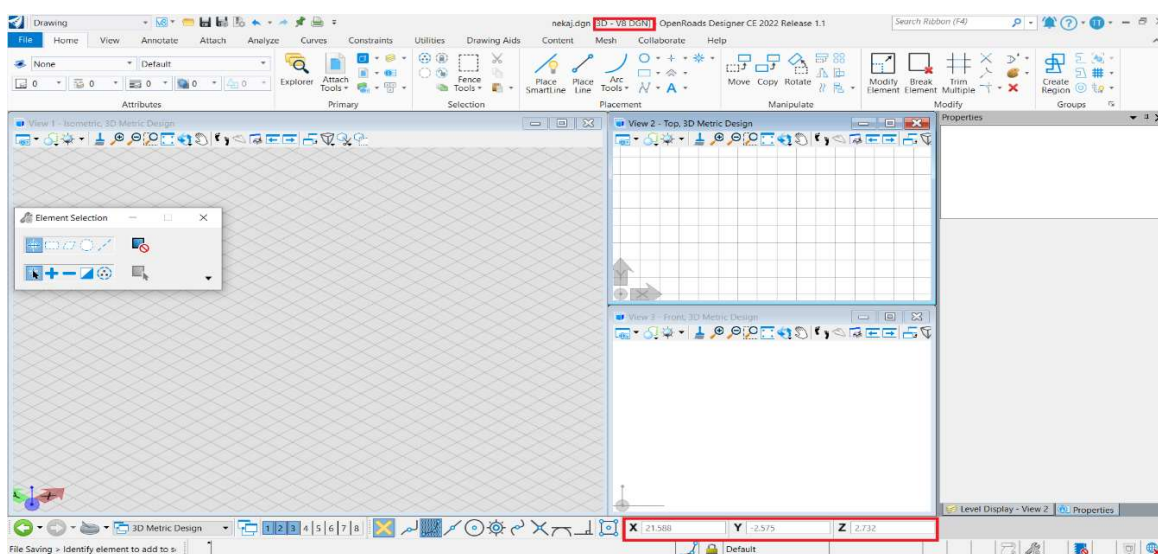 Drawing
nekaj.dgn [3D - V8 DGN] - OpenRoads Designer CE 2022 Release 1.1
Search Ribbon (F4)
File Home View Annotate Attach Analyze Curves Constraints Utilities Drawing Aids Content Mesh Collaborate Help
None
Default
0 0 0 0 0
Attributes
Explorer
Attach Tools
Primary
Fence Tools
Selection
Place SmartLine
Place Line
Arc Tools
Placement
Move Copy Rotate
Manipulate
Modify Element
Break Element
Trim Multiple
Modify
Create Region
Groups
View 1 - Isometric, 3D Metric Design
View 2 - Top, 3D Metric Design
Properties
Element Selection
View 3 - Front, 3D Metric Design
Level Display - View 2
Properties
3D Metric Design
1 2 3 4 5 6 7 8
X 21.588
Y -2.575
Z 2.732
File Saving > Identify element to add to
Default